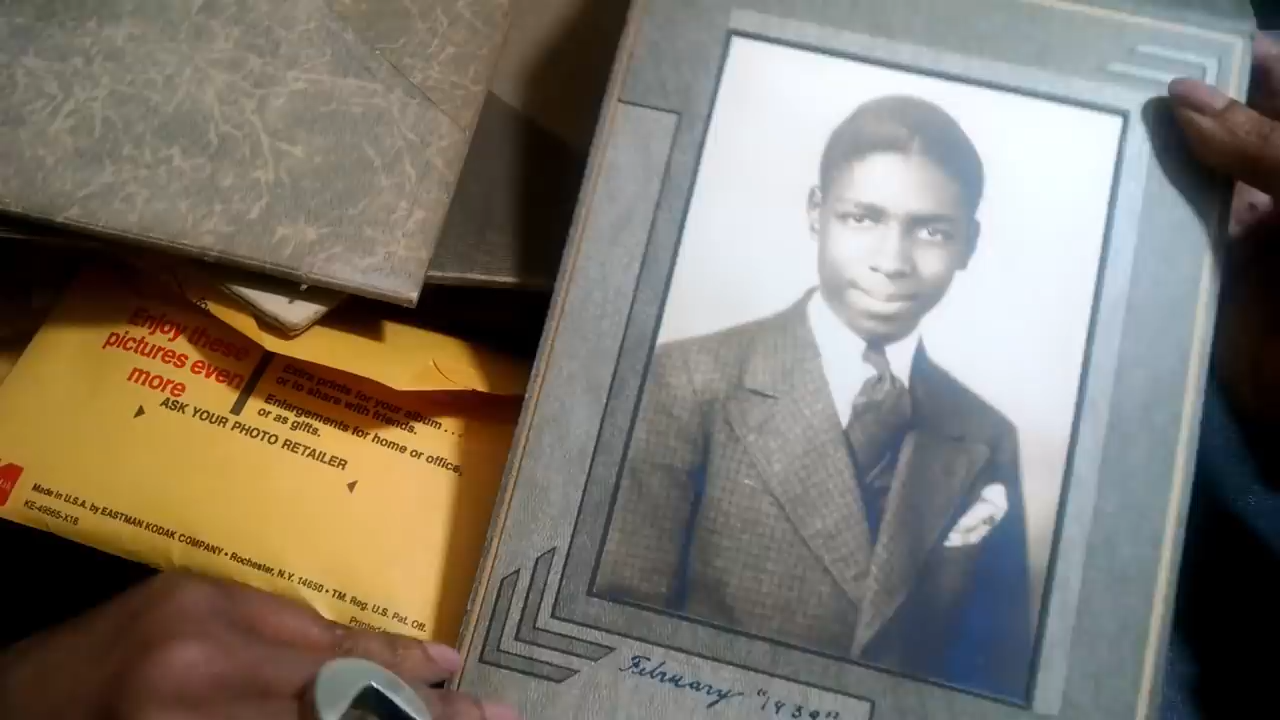 Enjoy these
pictures even
more
ASK YOUR PHOTO RETAILER
Extra prints for your album ...
or to share with friends.
Enlargements for home or office,
or as gifts.
Made in U.S.A. by EASTMAN KODAK COMPANY • Rochester, N.Y. 14650 • TM. Reg. U.S. Pat. Off.
KE-49565-X16
Printed
February "1939"